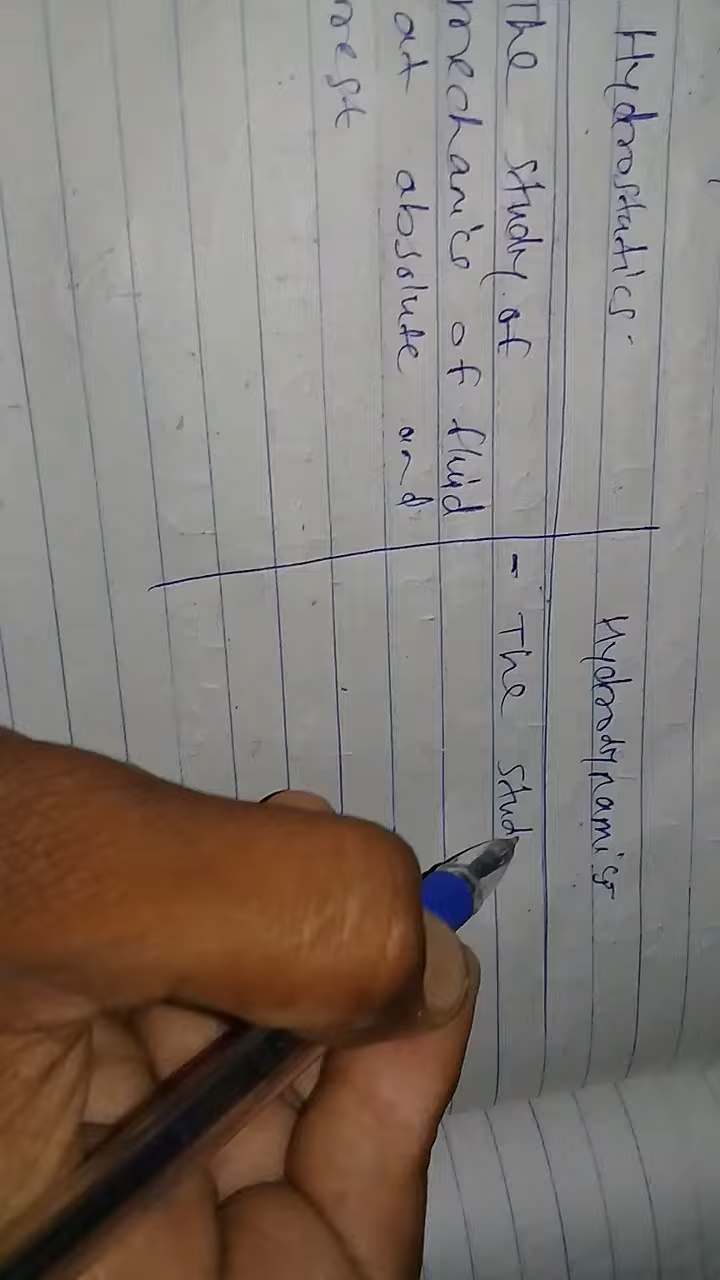 Hydrostatics. Hydrodynamics
The study of - The stud
mechanics of fluid
at absolute and
rest